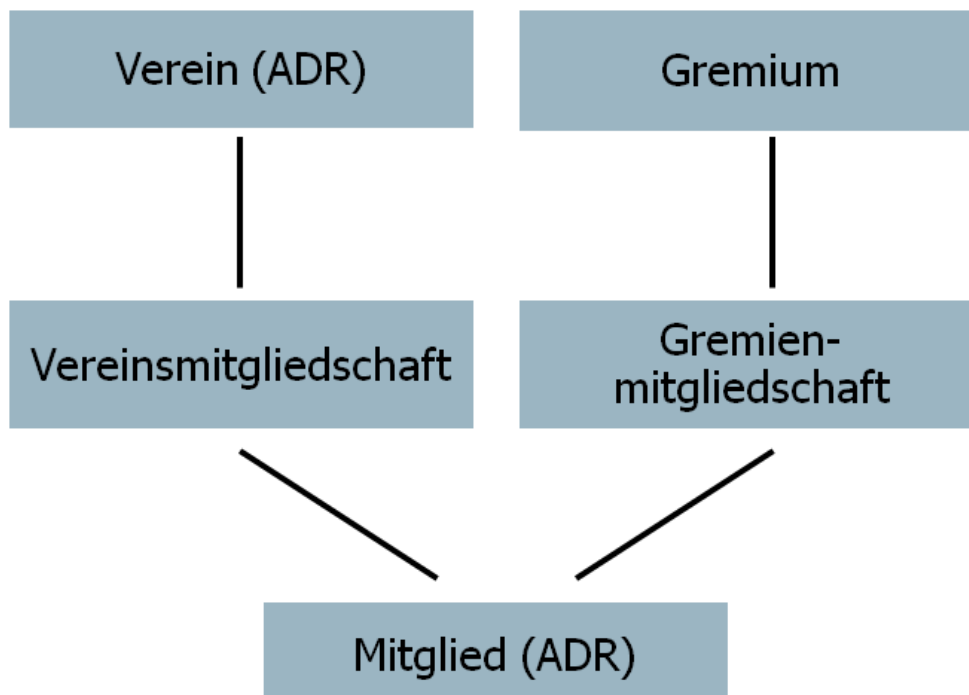 Verein (ADR)
Gremium
Vereinsmitgliedschaft
Gremien-
mitgliedschaft
Mitglied (ADR)